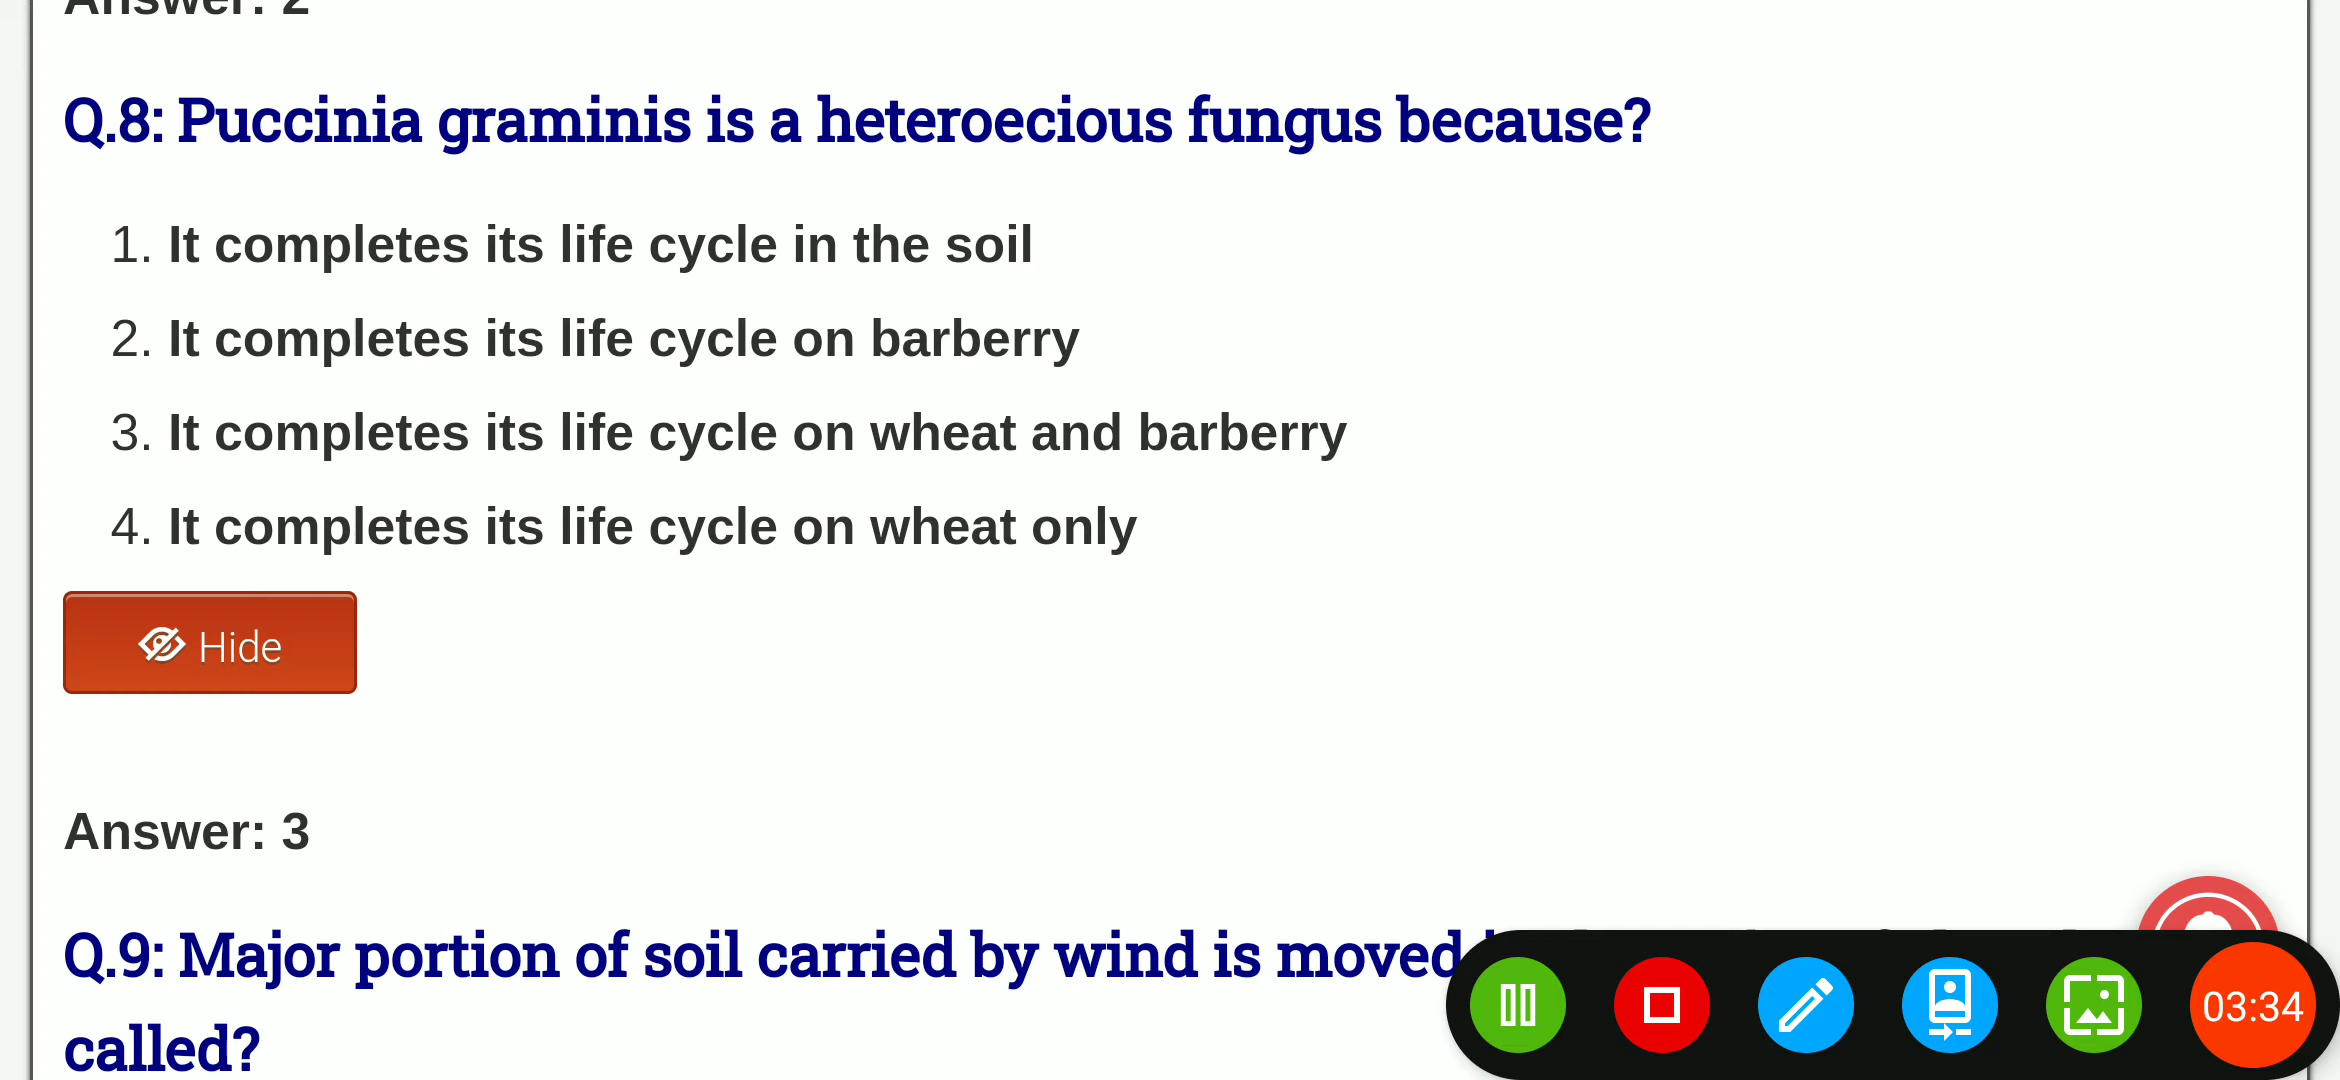 Answer: 2
Q.8: Puccinia graminis is a heteroecious fungus because?
1. It completes its life cycle in the soil
2. It completes its life cycle on barberry
3. It completes its life cycle on wheat and barberry
4. It completes its life cycle on wheat only
Hide
Answer: 3
Q.9: Major portion of soil carried by wind is moved
called?
03:34